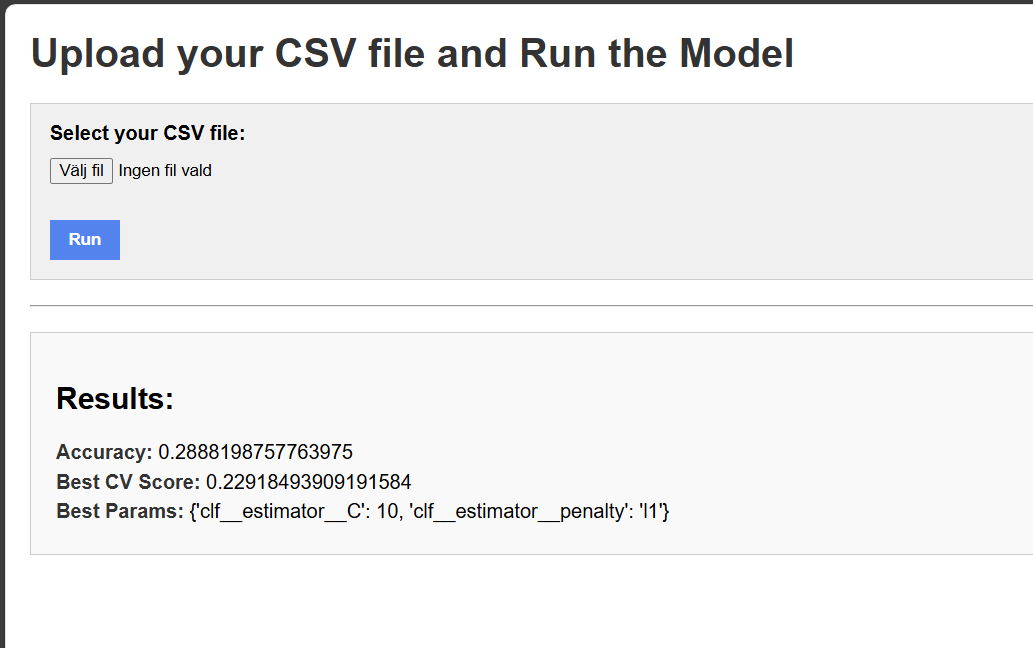 Upload your CSV file and Run the Model
Select your CSV file:
Välj fil Ingen fil vald
Run
Results:
Accuracy: 0.2888198757763975
Best CV Score: 0.22918493909191584
Best Params: {'clf__estimator__C': 10, 'clf__estimator__penalty': 'l1'}